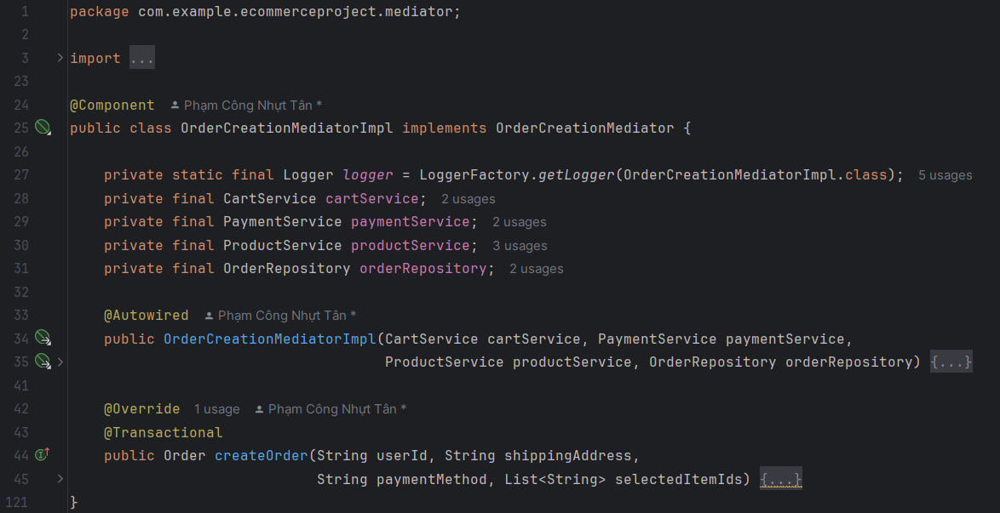 1 package com.example.ecommerceproject.mediator;
2
3 import ...
23
24 @Component Phạm Công Nhựt Tân *
25 public class OrderCreationMediatorImpl implements OrderCreationMediator {
26
27 private static final Logger logger = LoggerFactory.getLogger(OrderCreationMediatorImpl.class); 5 usages
28 private final CartService cartService; 2 usages
29 private final PaymentService paymentService; 2 usages
30 private final ProductService productService; 3 usages
31 private final OrderRepository orderRepository; 2 usages
32
33 @Autowired Phạm Công Nhựt Tân *
34 public OrderCreationMediatorImpl(CartService cartService, PaymentService paymentService,
35 ProductService productService, OrderRepository orderRepository) {...}
41
42 @Override 1 usage Phạm Công Nhựt Tân *
43 @Transactional
44 public Order createOrder(String userId, String shippingAddress,
45 String paymentMethod, List<String> selectedItemIds) {...}
121 }